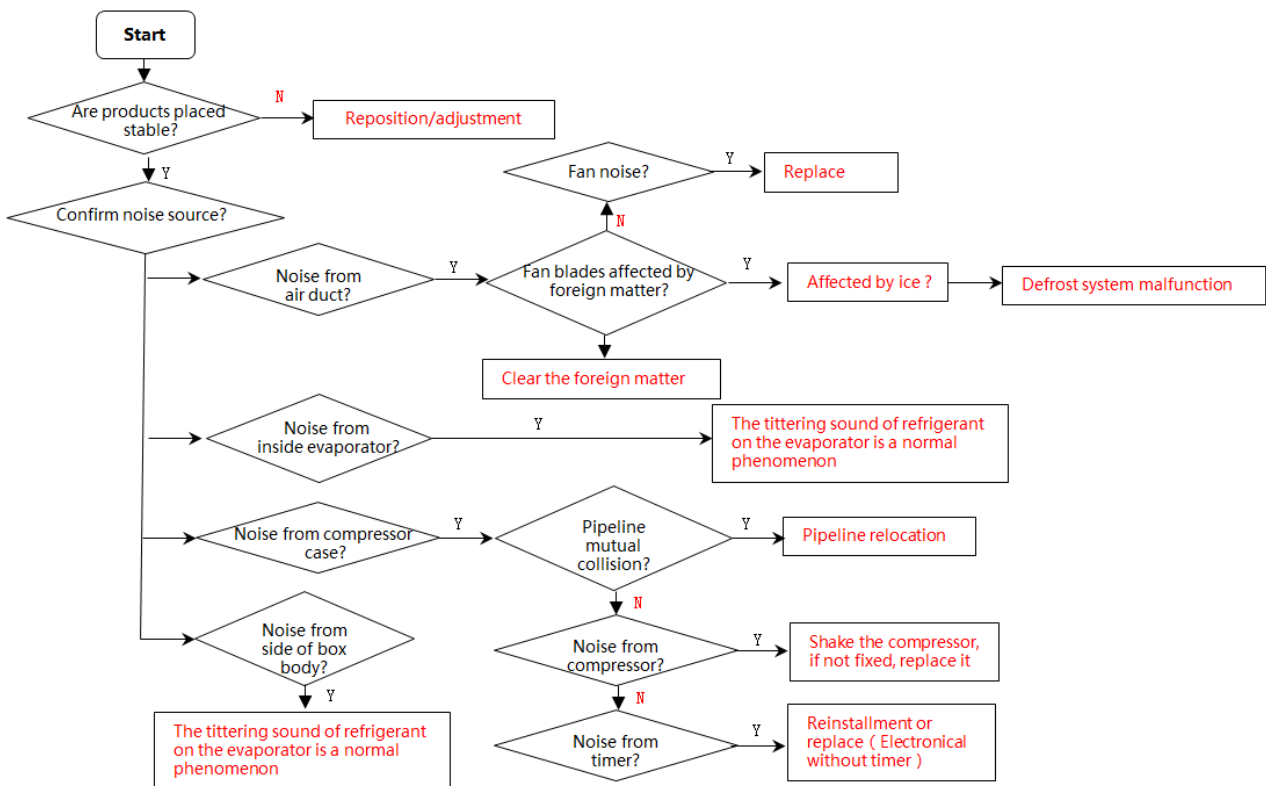 Start
Are products placed
stable?
N
Reposition/adjustment
Y
Confirm noise source?
Fan noise?
Y
Replace
N
Noise from
air duct?
Y
Fan blades affected by
foreign matter?
Y
Affected by ice ?
Defrost system malfunction
Clear the foreign matter
Noise from
inside evaporator?
Y
The tittering sound of refrigerant
on the evaporator is a normal
phenomenon
Noise from compressor
case?
Y
Pipeline
mutual
collision?
Y
Pipeline relocation
N
Noise from
side of box
body?
Y
The tittering sound of refrigerant
on the evaporator is a normal
phenomenon
Noise from
compressor?
Y
Shake the compressor,
if not fixed, replace it
N
Noise from
timer?
Y
Reinstallment or
replace ( Electronical
without timer )